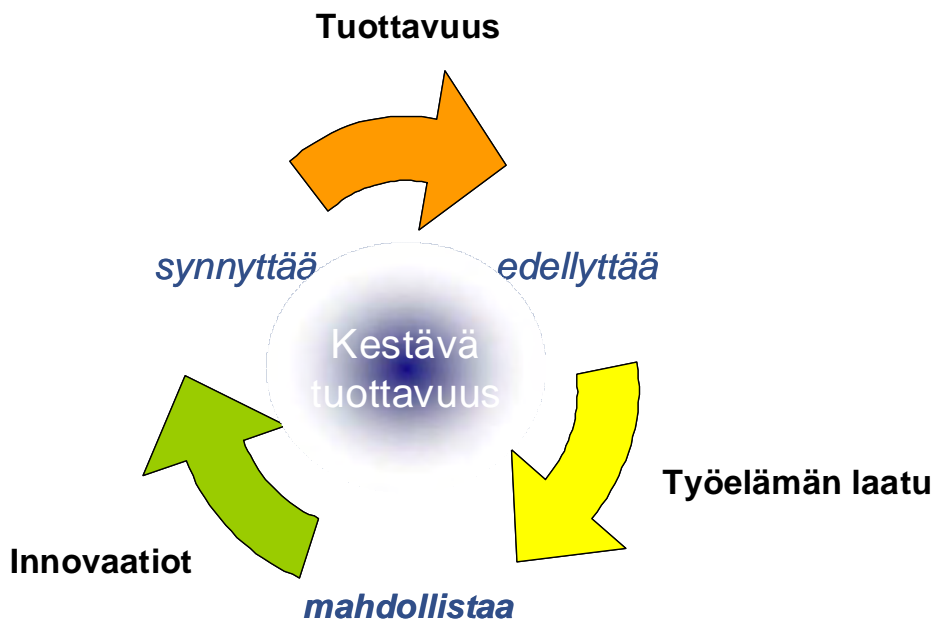 Tuottavuus
synnyttää
edellyttää
Kestävä
tuottavuus
Työelämän laatu
Innovaatiot
mahdollistaa